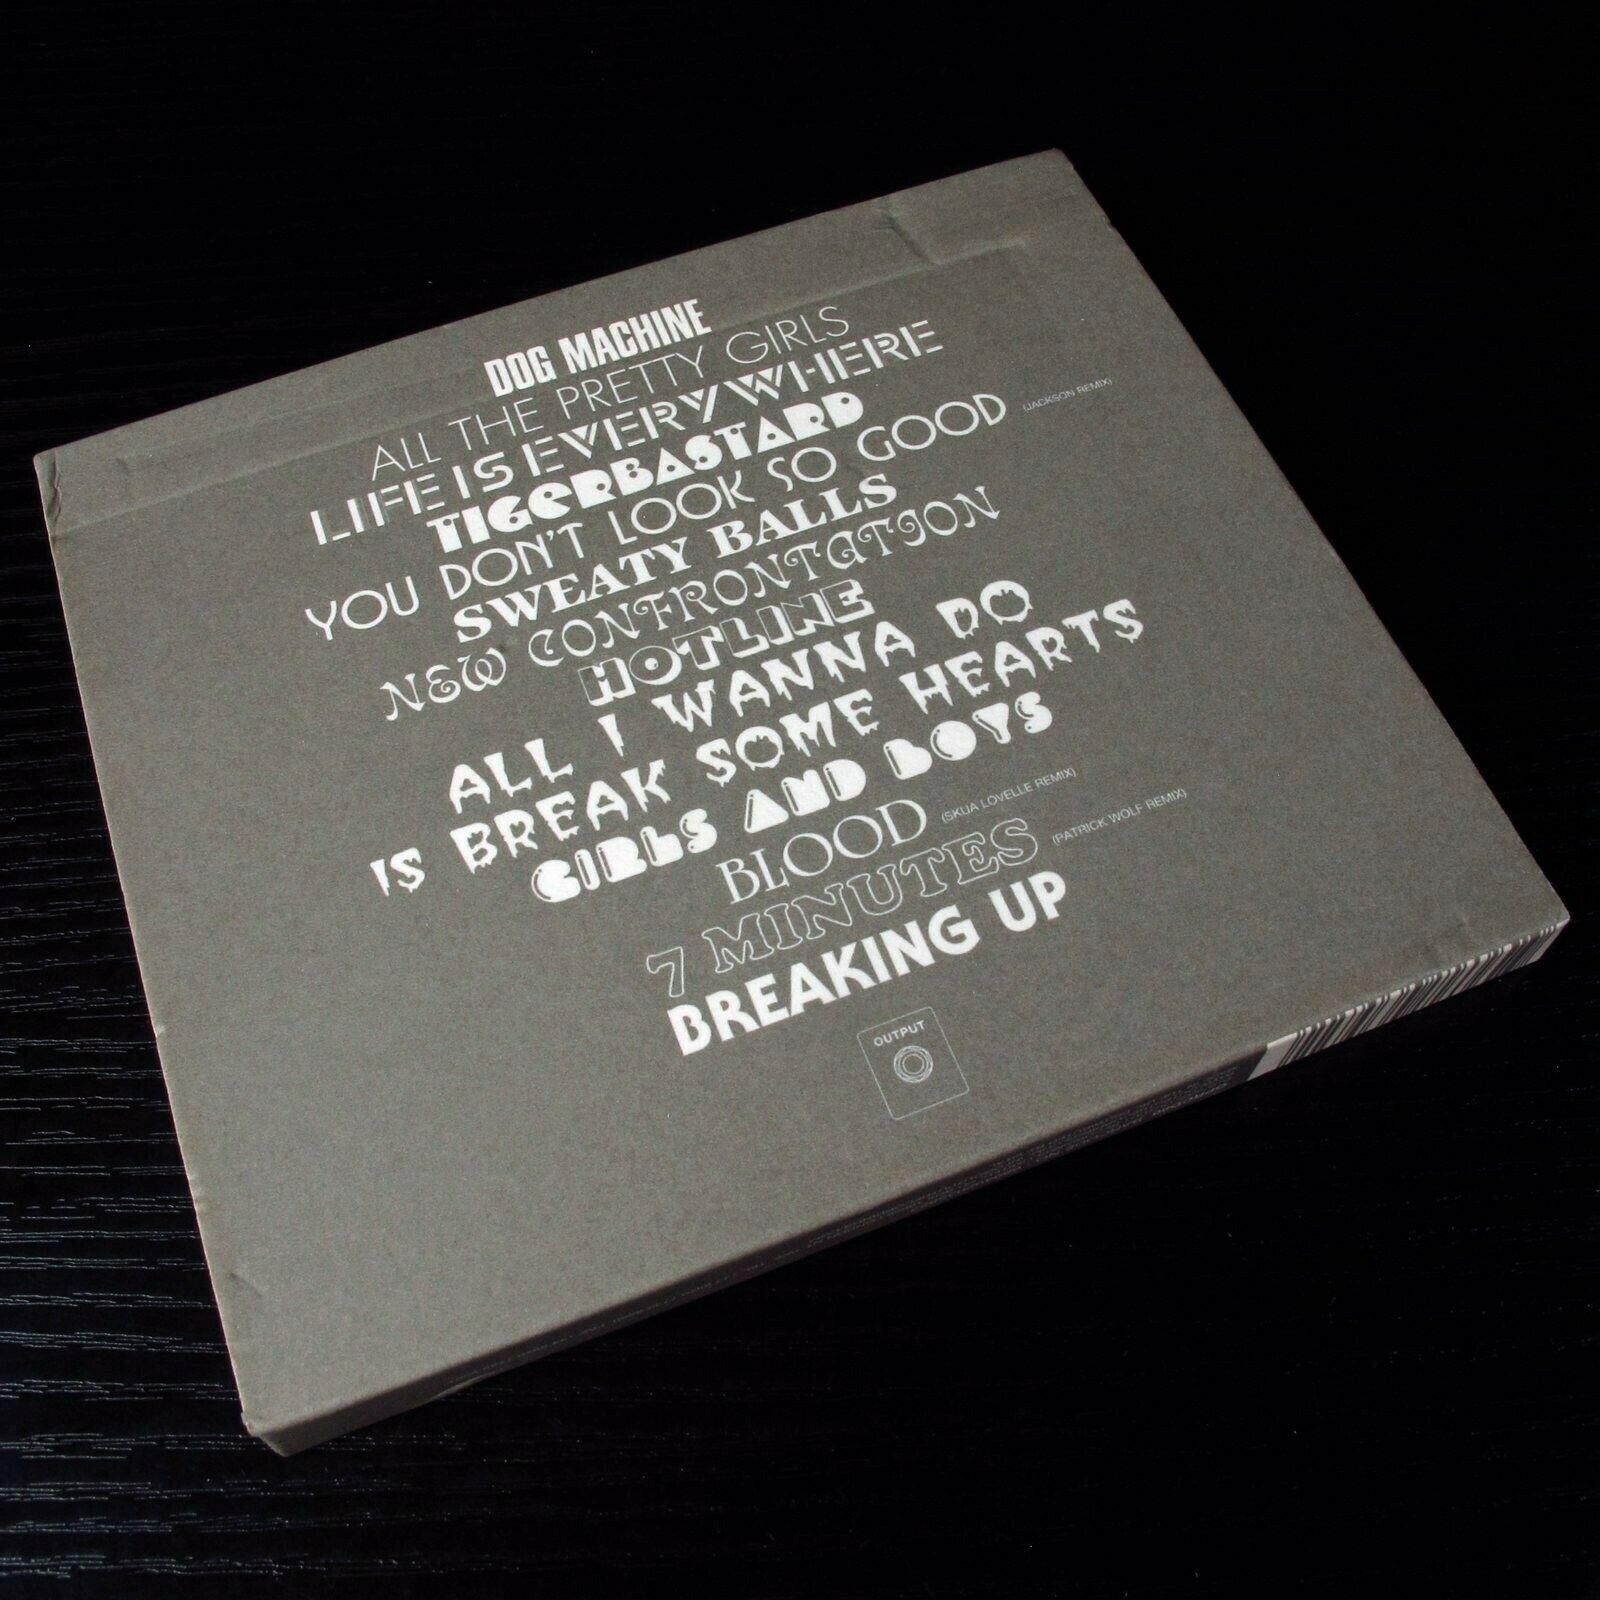 DOG MACHINE
ALL THE PRETTY GIRLS
LIFE IS EVERYWHERE
TIGERBASTARD
YOU DON'T LOOK SO GOOD (JACKSON REMIX)
SWEATY BALLS
NEW CONFRONTATION
HOTLINE
ALL I WANNA DO
IS BREAK SOME HEARTS
GIRLS AND BOYS
BLOOD (SKUA LOVELLE REMIX)
7 MINUTES (PATRICK WOLF REMIX)
BREAKING UP
OUTPUT